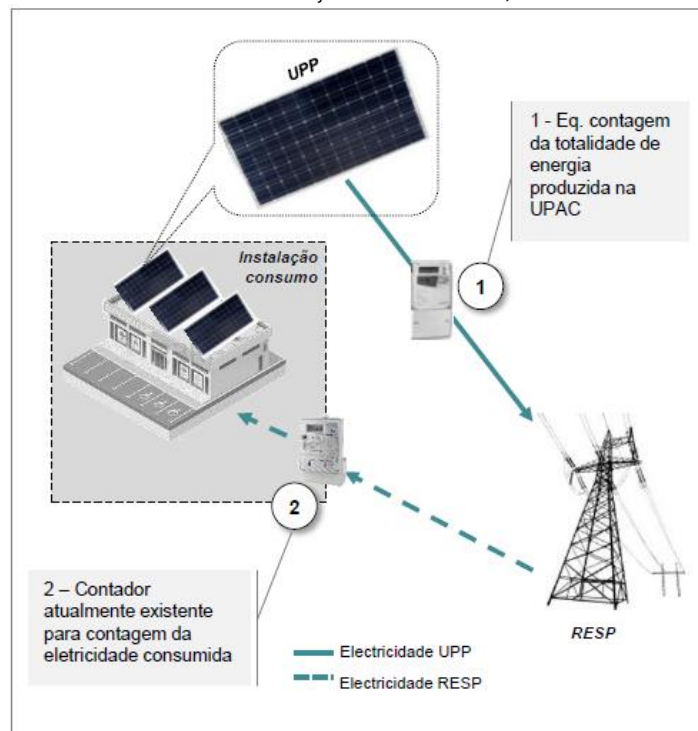 UPP
1 - Eq. contagem
da totalidade de
energia
produzida na
UPAC
Instalação
consumo
1
2
2 – Contador
atualmente existente
para contagem da
eletricidade consumida
RESP
Electricidade UPP
Electricidade RESP